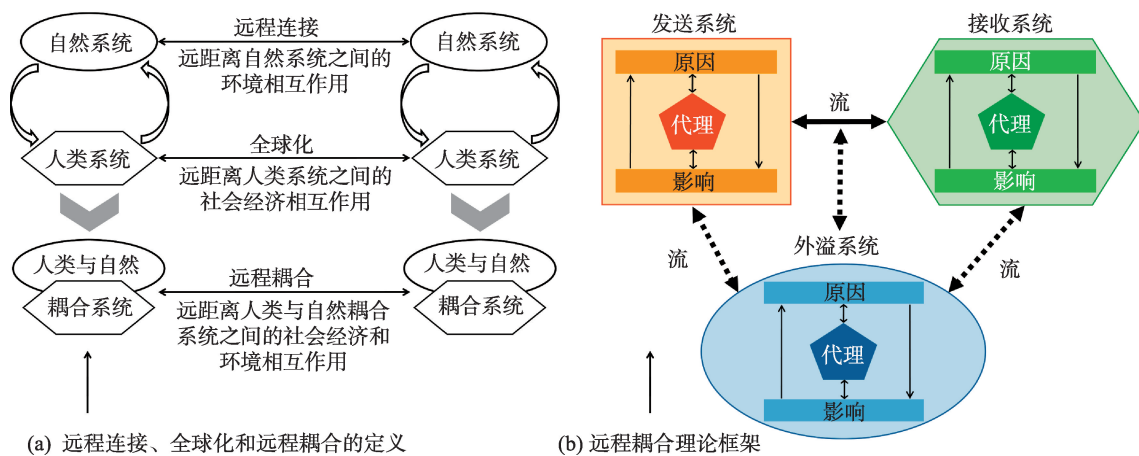 自然系统
远程连接
自然系统
远距离自然系统之间的
环境相互作用
人类系统
全球化
人类系统
远距离人类系统之间的
社会经济相互作用
人类与自然
耦合系统
远程耦合
人类与自然
耦合系统
远距离人类与自然耦合
系统之间的社会经济和
环境相互作用
(a) 远程连接、全球化和远程耦合的定义
发送系统
原因
代理
影响
流
接收系统
原因
代理
影响
流
外溢系统
流
原因
代理
影响
(b) 远程耦合理论框架